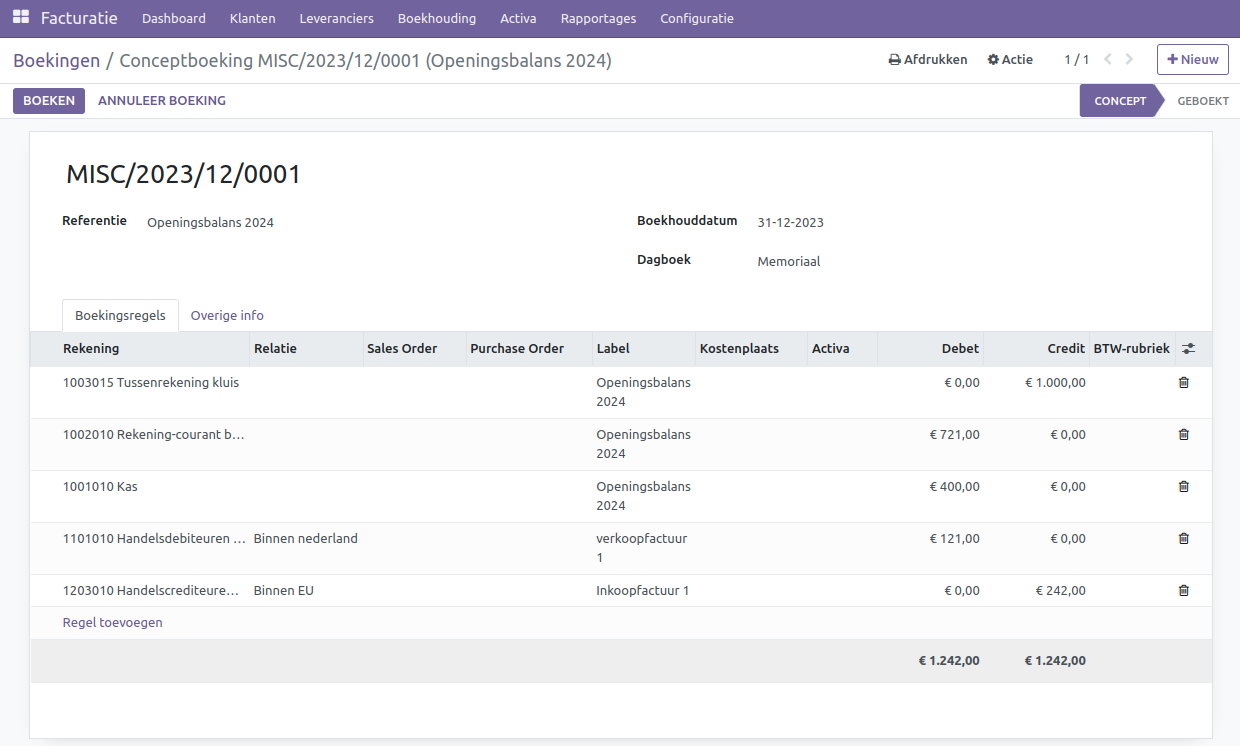 Facturatie Dashboard Klanten Leveranciers Boekhouding Activa Rapportages Configuratie
Boekingen / Conceptboeking MISC/2023/12/0001 (Openingsbalans 2024) Afdrukken Actie 1 / 1 Nieuw
BOEKEN ANNULEER BOEKING CONCEPT GEBOEKT
MISC/2023/12/0001
Referentie Openingsbalans 2024 Boekhouddatum 31-12-2023
Dagboek Memoriaal
Boekingsregels Overige info
Rekening Relatie Sales Order Purchase Order Label Kostenplaats Activa Debet Credit BTW-rubriek
1003015 Tussenrekening kluis Openingsbalans € 0,00 € 1.000,00
2024
1002010 Rekening-courant b… Openingsbalans € 721,00 € 0,00
2024
1001010 Kas Openingsbalans € 400,00 € 0,00
2024
1101010 Handelsdebiteuren … Binnen nederland verkoopfactuur € 121,00 € 0,00
1
1203010 Handelscrediteure… Binnen EU Inkoopfactuur 1 € 0,00 € 242,00
Regel toevoegen
€ 1.242,00 € 1.242,00